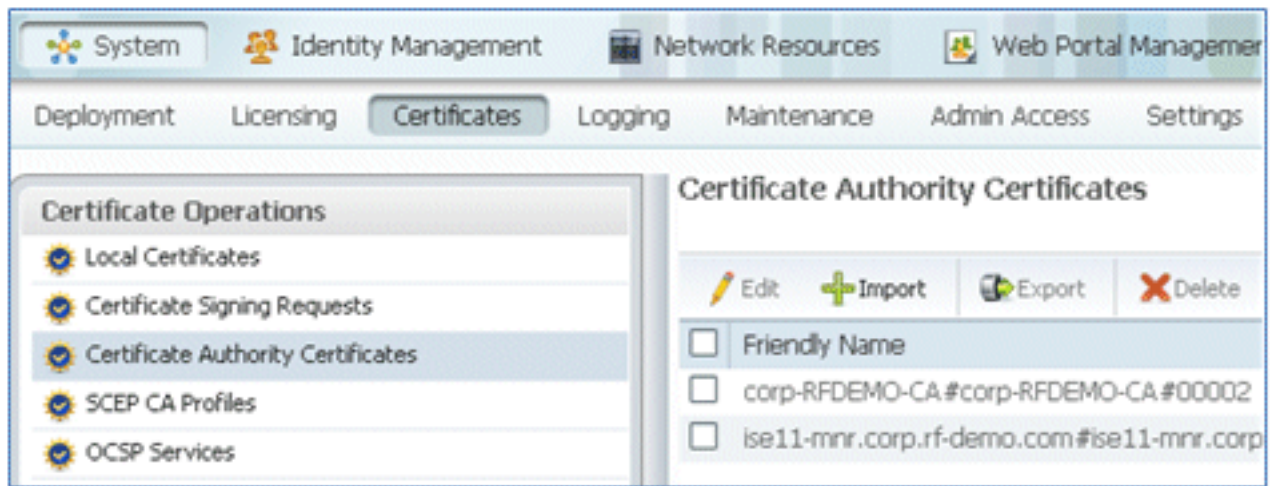 System Identity Management Network Resources Web Portal Managemen
Deployment Licensing Certificates Logging Maintenance Admin Access Settings
Certificate Operations
Local Certificates
Certificate Signing Requests
Certificate Authority Certificates
SCEP CA Profiles
OCSP Services
Certificate Authority Certificates
Edit Import Export Delete
Friendly Name
corp-RFDEMO-CA#corp-RFDEMO-CA#00002
ise11-mnr.corp.rf-demo.com#ise11-mnr.corp